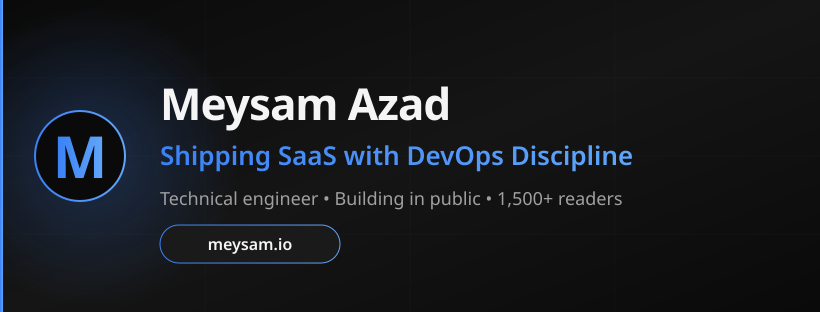 M
Meysam Azad
Shipping SaaS with DevOps Discipline
Technical engineer • Building in public • 1,500+ readers
meysam.io